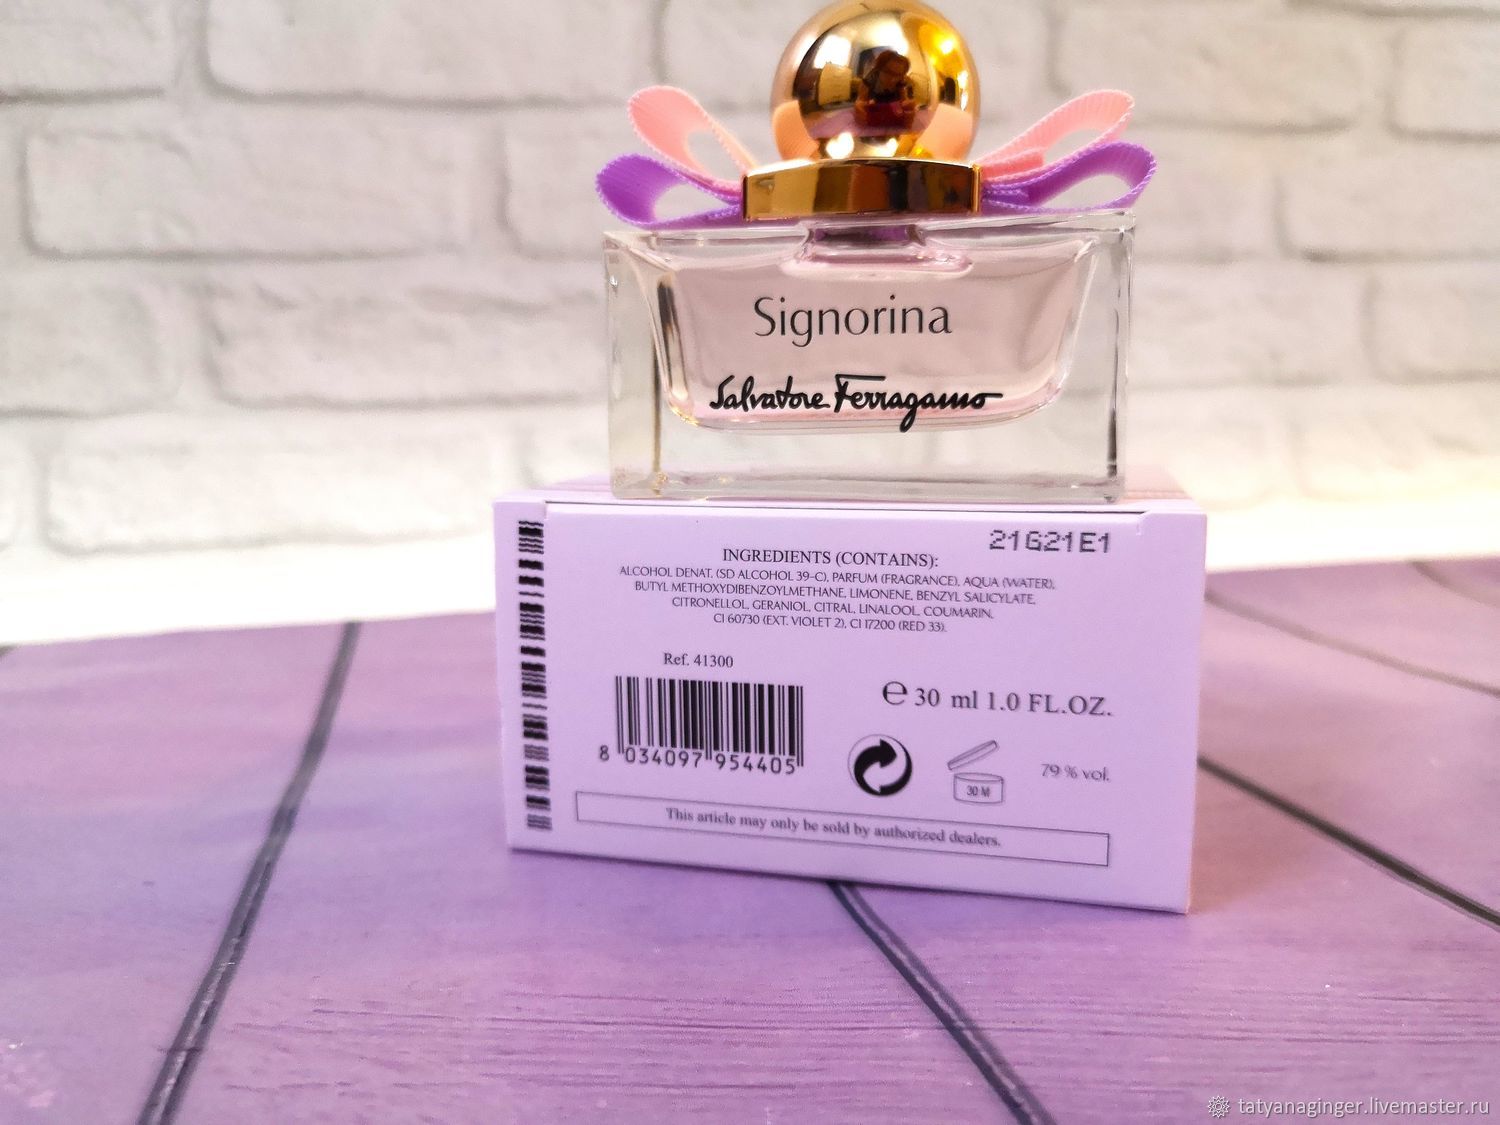 Signorina
Salvatore Ferragamo
21G21E1
INGREDIENTS (CONTAINS):
ALCOHOL DENAT. (SD ALCOHOL 39-C), PARFUM (FRAGRANCE), AQUA (WATER),
BUTYL METHOXYDIBENZOYLMETHANE, LIMONENE, BENZYL SALICYLATE,
CITRONELLOL, GERANIOL, CITRAL, LINALOOL, COUMARIN,
CI 60730 (EXT. VIOLET 2), CI 17200 (RED 33).
Ref. 41300
8 034097 954405
℮ 30 ml 1.0 FL.OZ.
30 M
79 % vol.
This article may only be sold by authorized dealers.
tatyanaginger.livemaster.ru